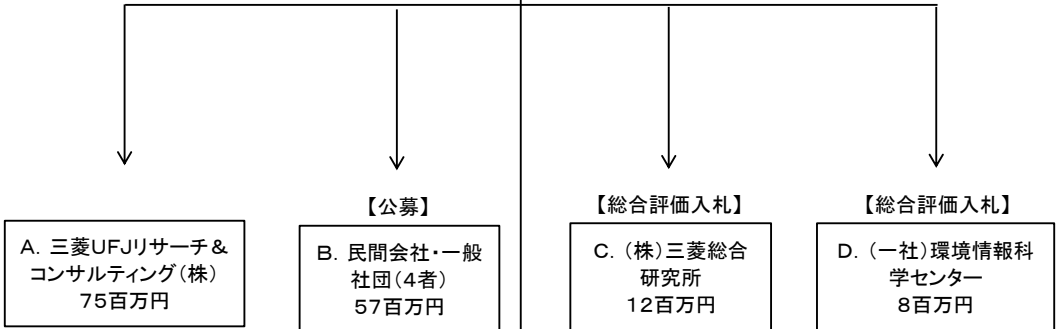 A. 三菱UFJリサーチ＆
コンサルティング（株）
75百万円
【公募】
B. 民間会社・一般
社団（4者）
57百万円
【総合評価入札】
C. （株）三菱総合
研究所
12百万円
【総合評価入札】
D. （一社）環境情報科
学センター
8百万円